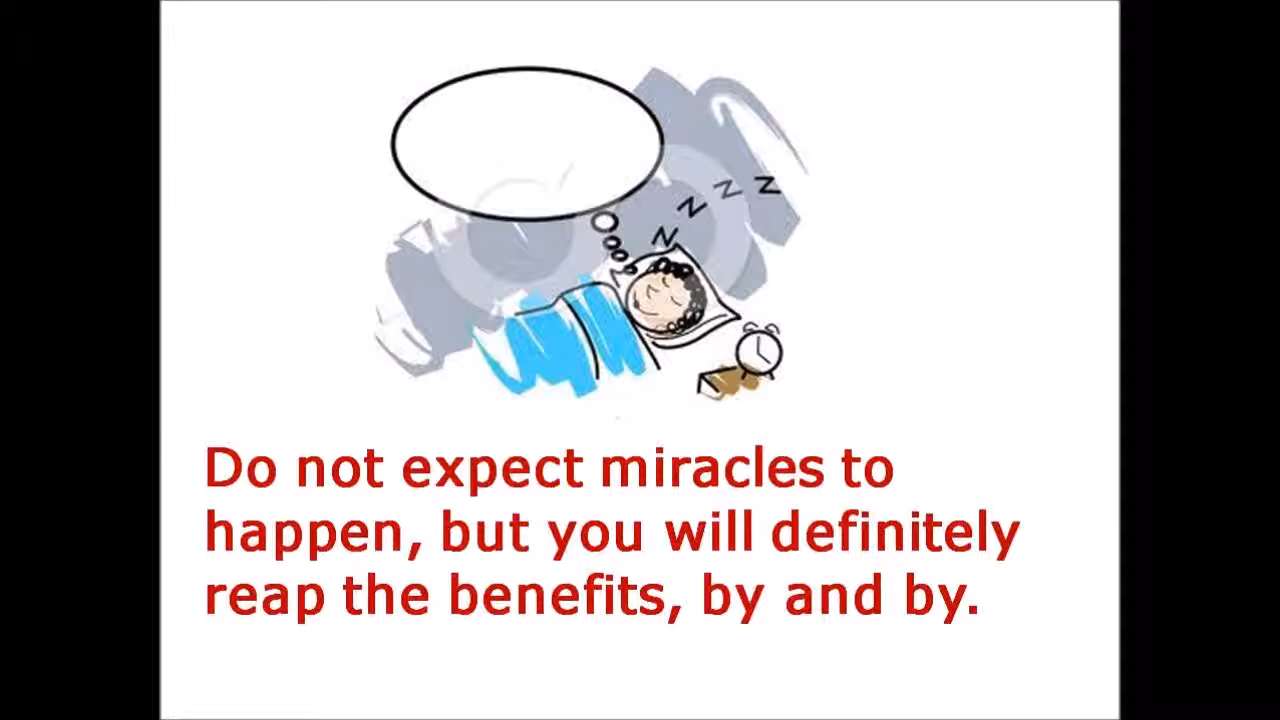 z z z z
Do not expect miracles to
happen, but you will definitely
reap the benefits, by and by.